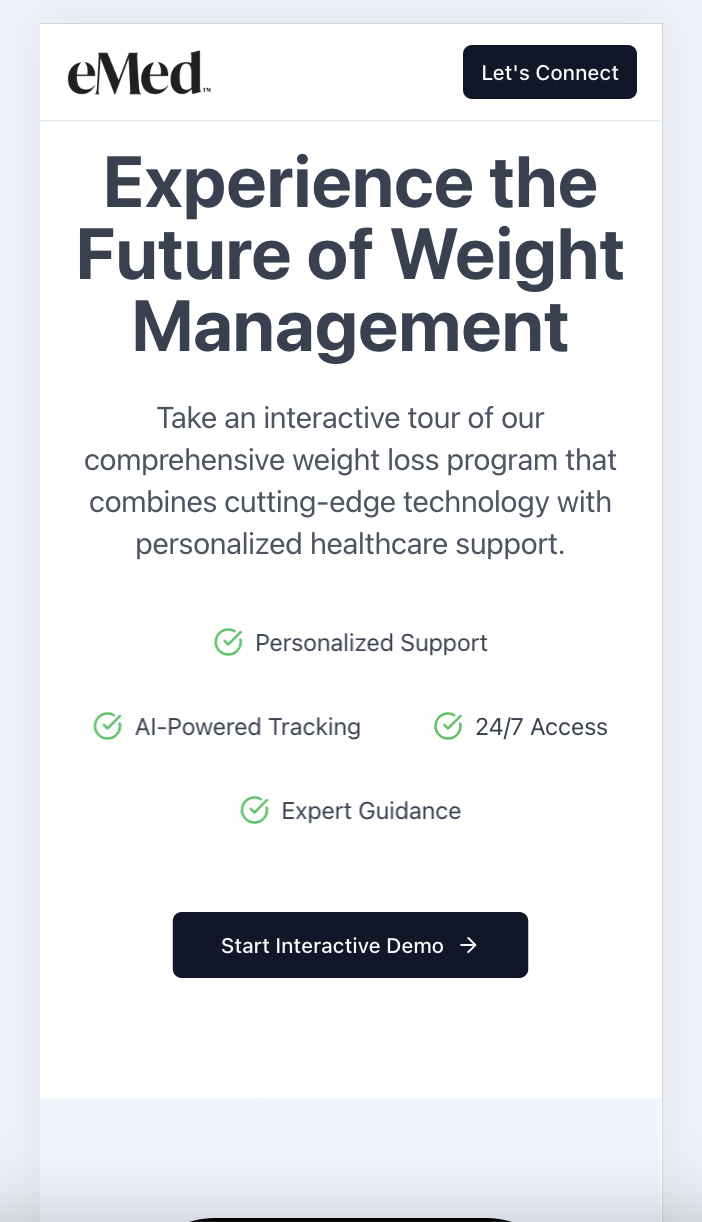 eMed™
Let's Connect
Experience the
Future of Weight
Management
Take an interactive tour of our
comprehensive weight loss program that
combines cutting-edge technology with
personalized healthcare support.
Personalized Support
AI-Powered Tracking
24/7 Access
Expert Guidance
Start Interactive Demo →